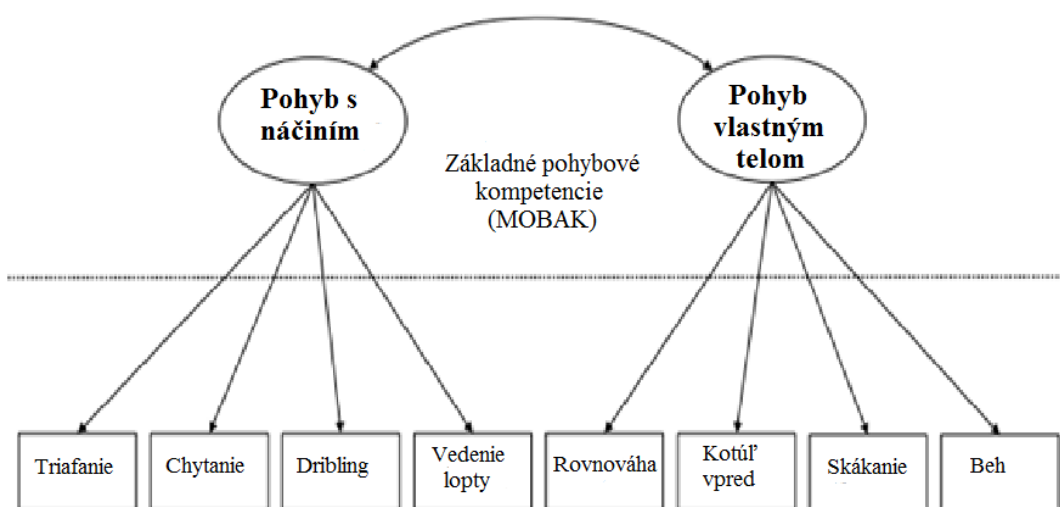 Pohyb s
náčiním
Pohyb
vlastným
telom
Základné pohybové
kompetencie
(MOBAK)
Triafanie
Chytanie
Dribling
Vedenie
lopty
Rovnováha
Kotúľ
vpred
Skákanie
Beh